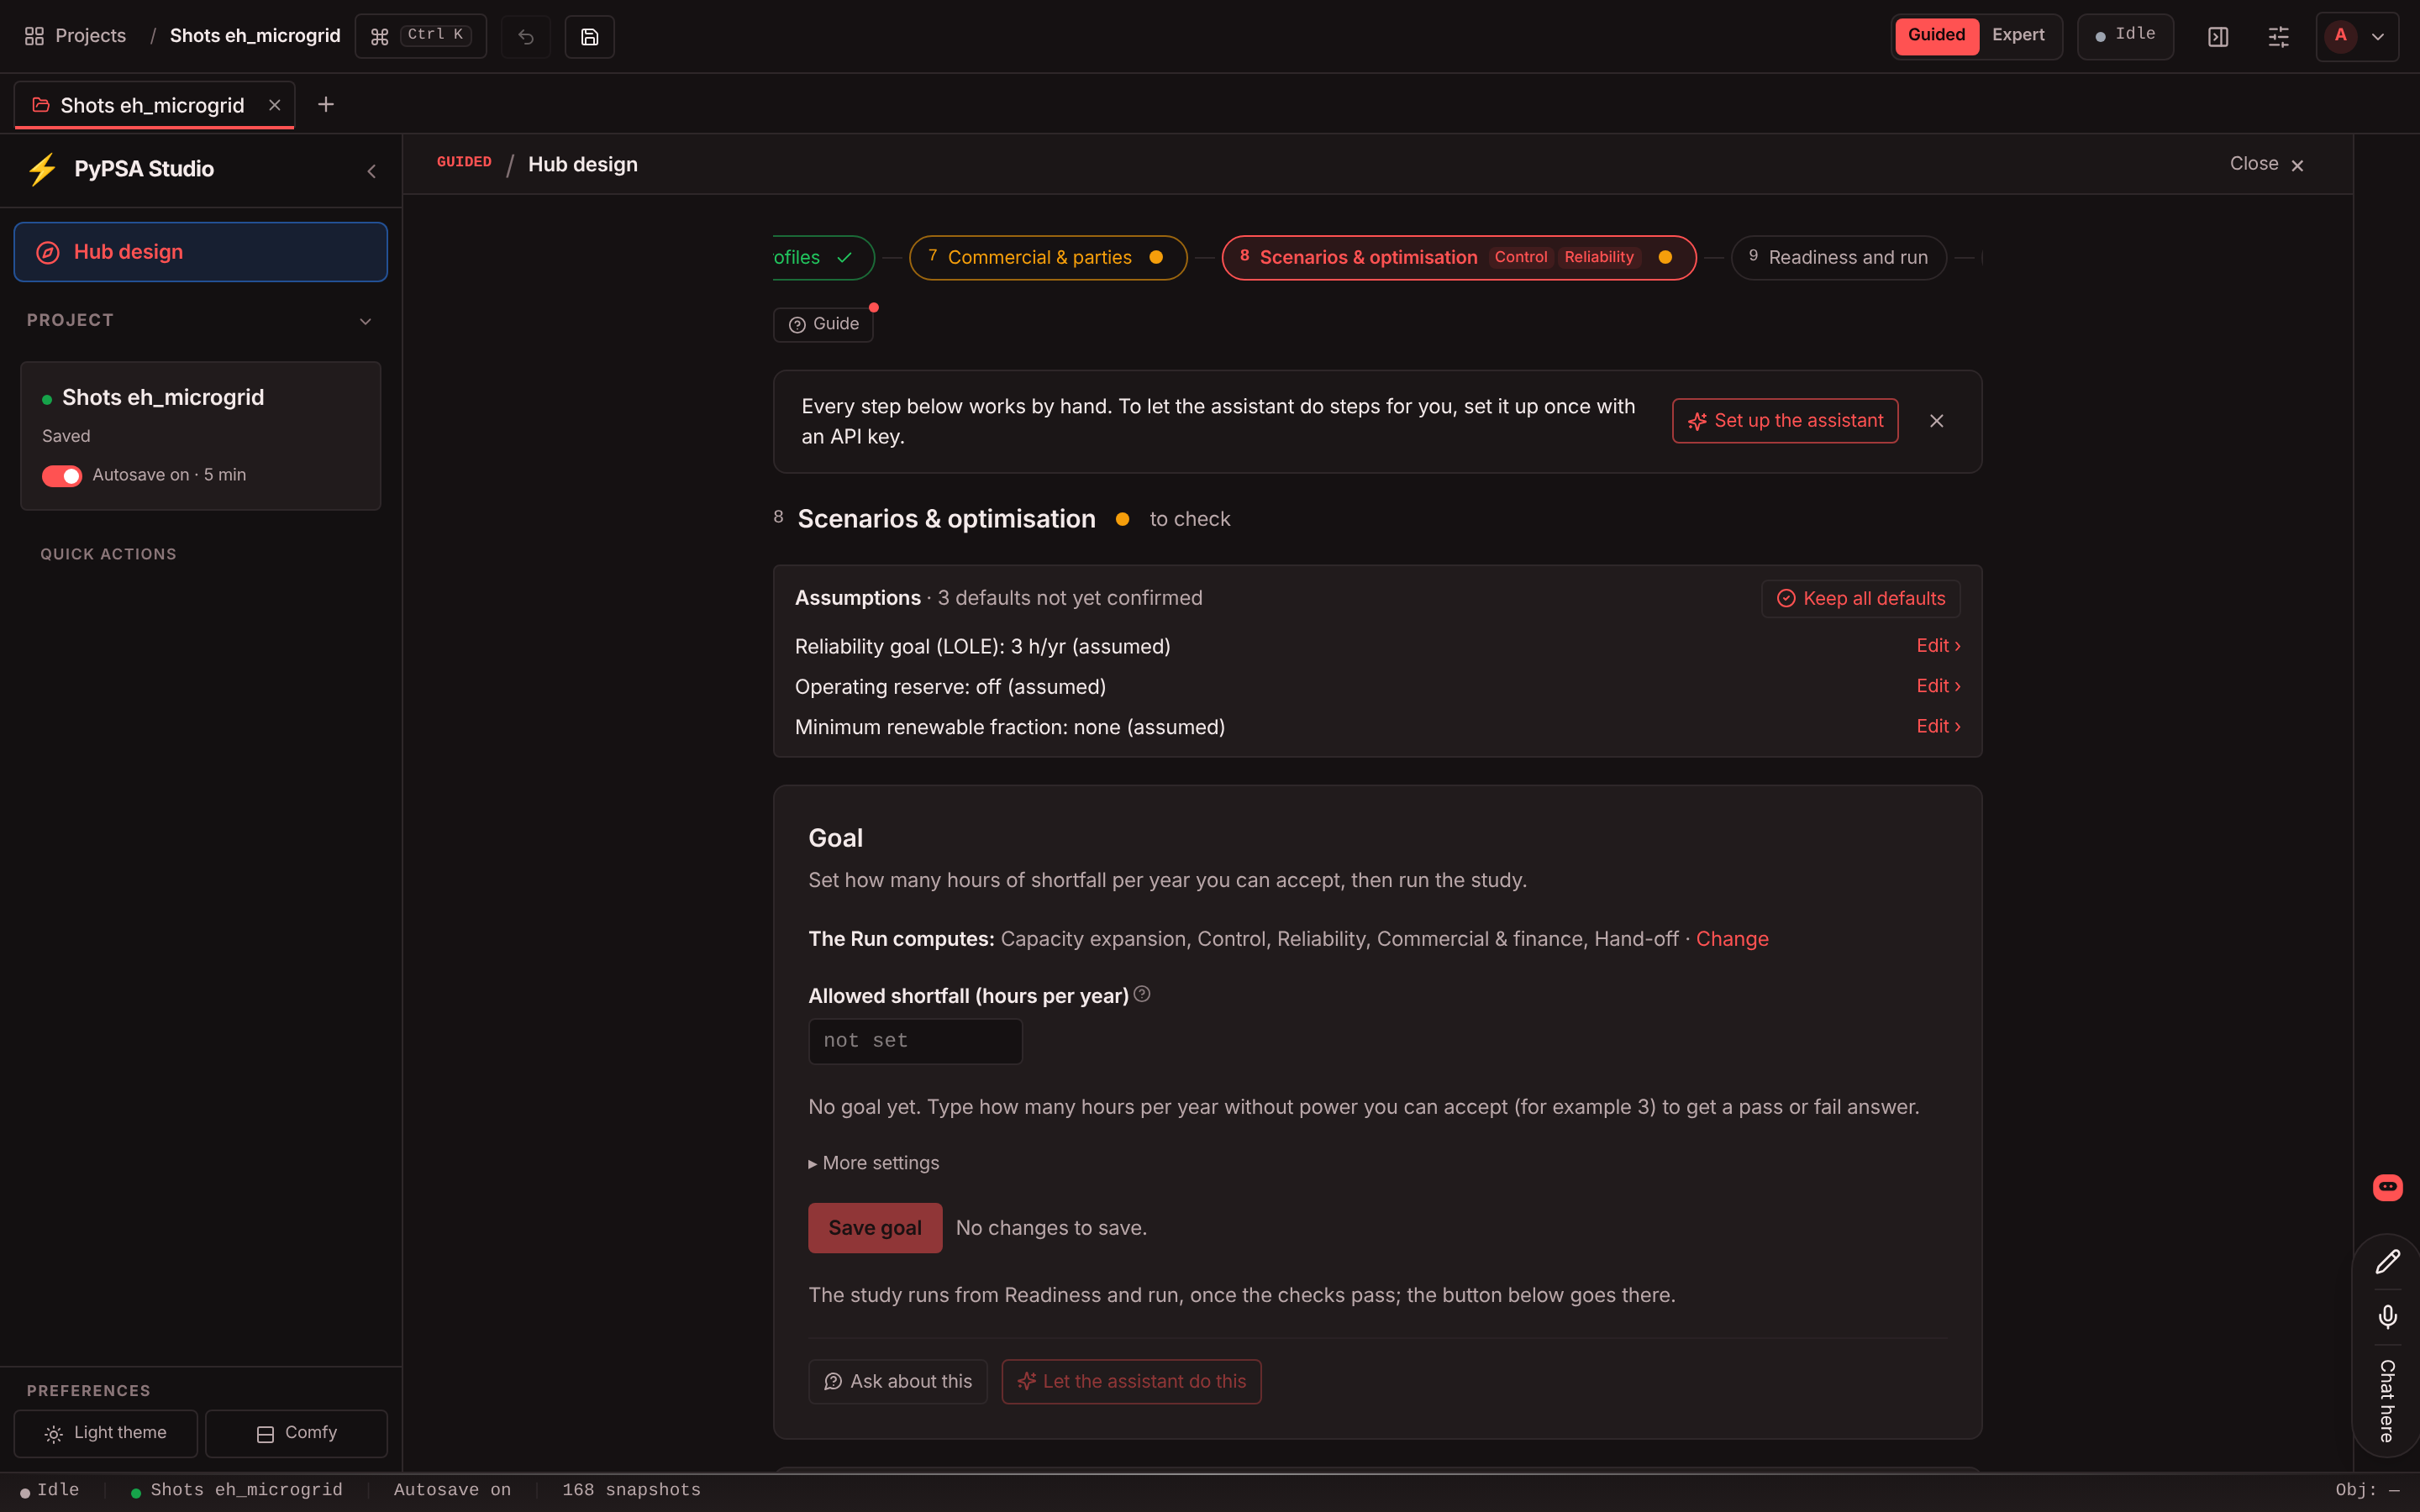 Projects / Shots eh_microgrid Ctrl K
Guided Expert Idle A
Shots eh_microgrid
PyPSA Studio
GUIDED / Hub design
Close
Hub design
PROJECT
Shots eh_microgrid
Saved
Autosave on · 5 min
QUICK ACTIONS
ofiles
7 Commercial & parties
8 Scenarios & optimisation Control Reliability
9 Readiness and run
Guide
Every step below works by hand. To let the assistant do steps for you, set it up once with
an API key.
Set up the assistant
8 Scenarios & optimisation to check
Assumptions · 3 defaults not yet confirmed
Keep all defaults
Reliability goal (LOLE): 3 h/yr (assumed)
Edit ›
Operating reserve: off (assumed)
Edit ›
Minimum renewable fraction: none (assumed)
Edit ›
Goal
Set how many hours of shortfall per year you can accept, then run the study.
The Run computes: Capacity expansion, Control, Reliability, Commercial & finance, Hand-off · Change
Allowed shortfall (hours per year)
not set
No goal yet. Type how many hours per year without power you can accept (for example 3) to get a pass or fail answer.
▸ More settings
Save goal No changes to save.
The study runs from Readiness and run, once the checks pass; the button below goes there.
Ask about this
Let the assistant do this
Chat here
PREFERENCES
Light theme
Comfy
Idle
Shots eh_microgrid
Autosave on
168 snapshots
Obj: —